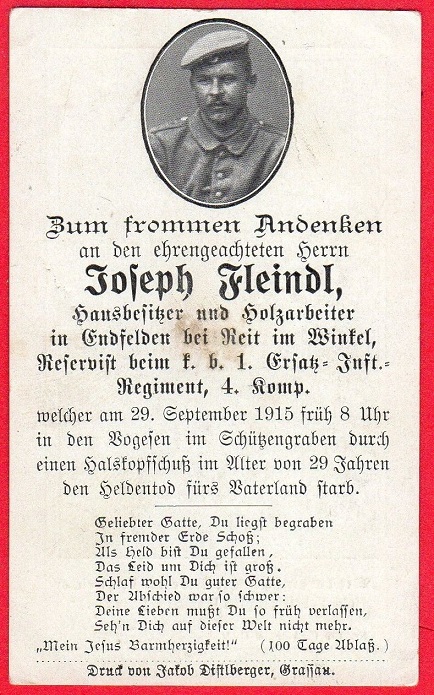 Zum frommen Andenken
an den ehrengeachteten Herrn
Joseph Fleindl,
Hausbesitzer und Holzarbeiter
in Endfelden bei Reit im Winkel,
Reservist beim k. b. 1. Ersatz-Inft.-
Regiment, 4. Komp.
welcher am 29. September 1915 früh 8 Uhr
in den Vogesen im Schützengraben durch
einen Halskopfschuß im Alter von 29 Jahren
den Heldentod fürs Vaterland starb.
Geliebter Gatte, Du liegst begraben
In fremder Erde Schoß;
Als Held bist Du gefallen,
Das Leid um Dich ist groß.
Schlaf wohl Du guter Gatte,
Der Abschied war so schwer:
Deine Lieben mußt Du so früh verlassen,
Seh'n Dich auf dieser Welt nicht mehr.
„Mein Jesus Barmherzigkeit!" (100 Tage Ablaß.)
Druck von Jakob Distlberger, Grassau.